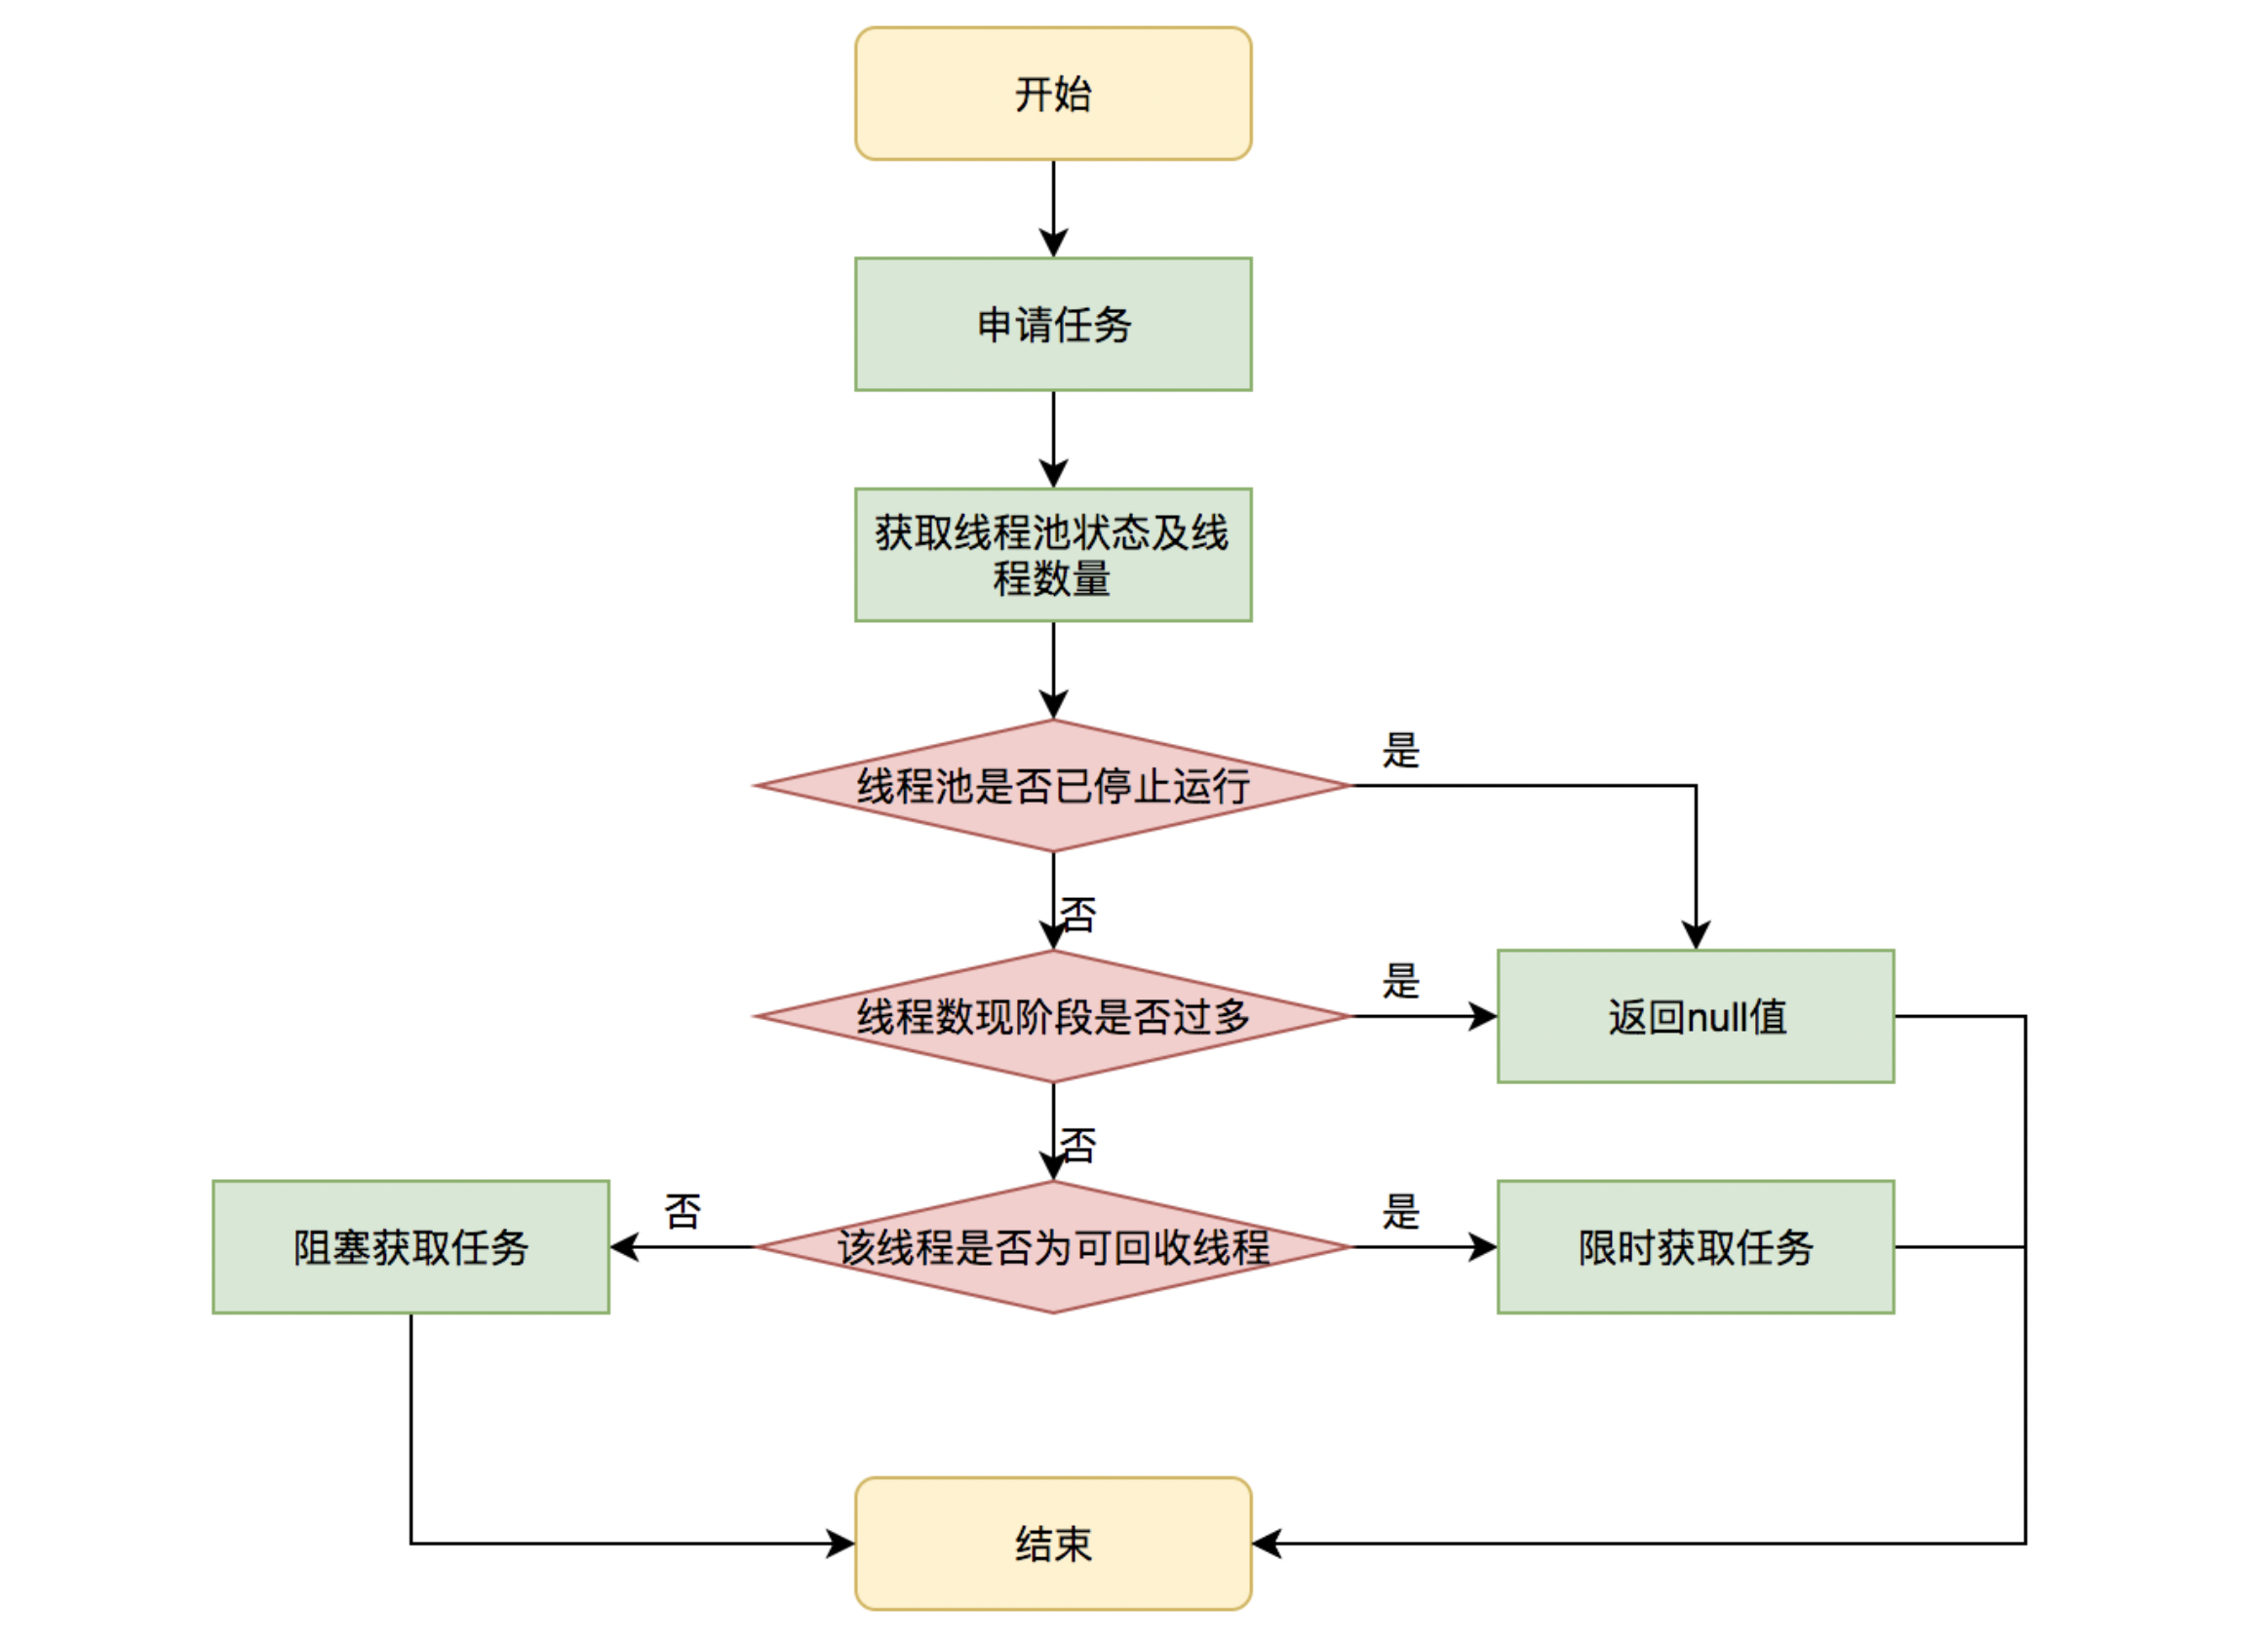 开始
申请任务
获取线程池状态及线
程数量
线程池是否已停止运行
是
否
线程数现阶段是否过多
是
返回null值
否
阻塞获取任务
否
该线程是否为可回收线程
是
限时获取任务
结束